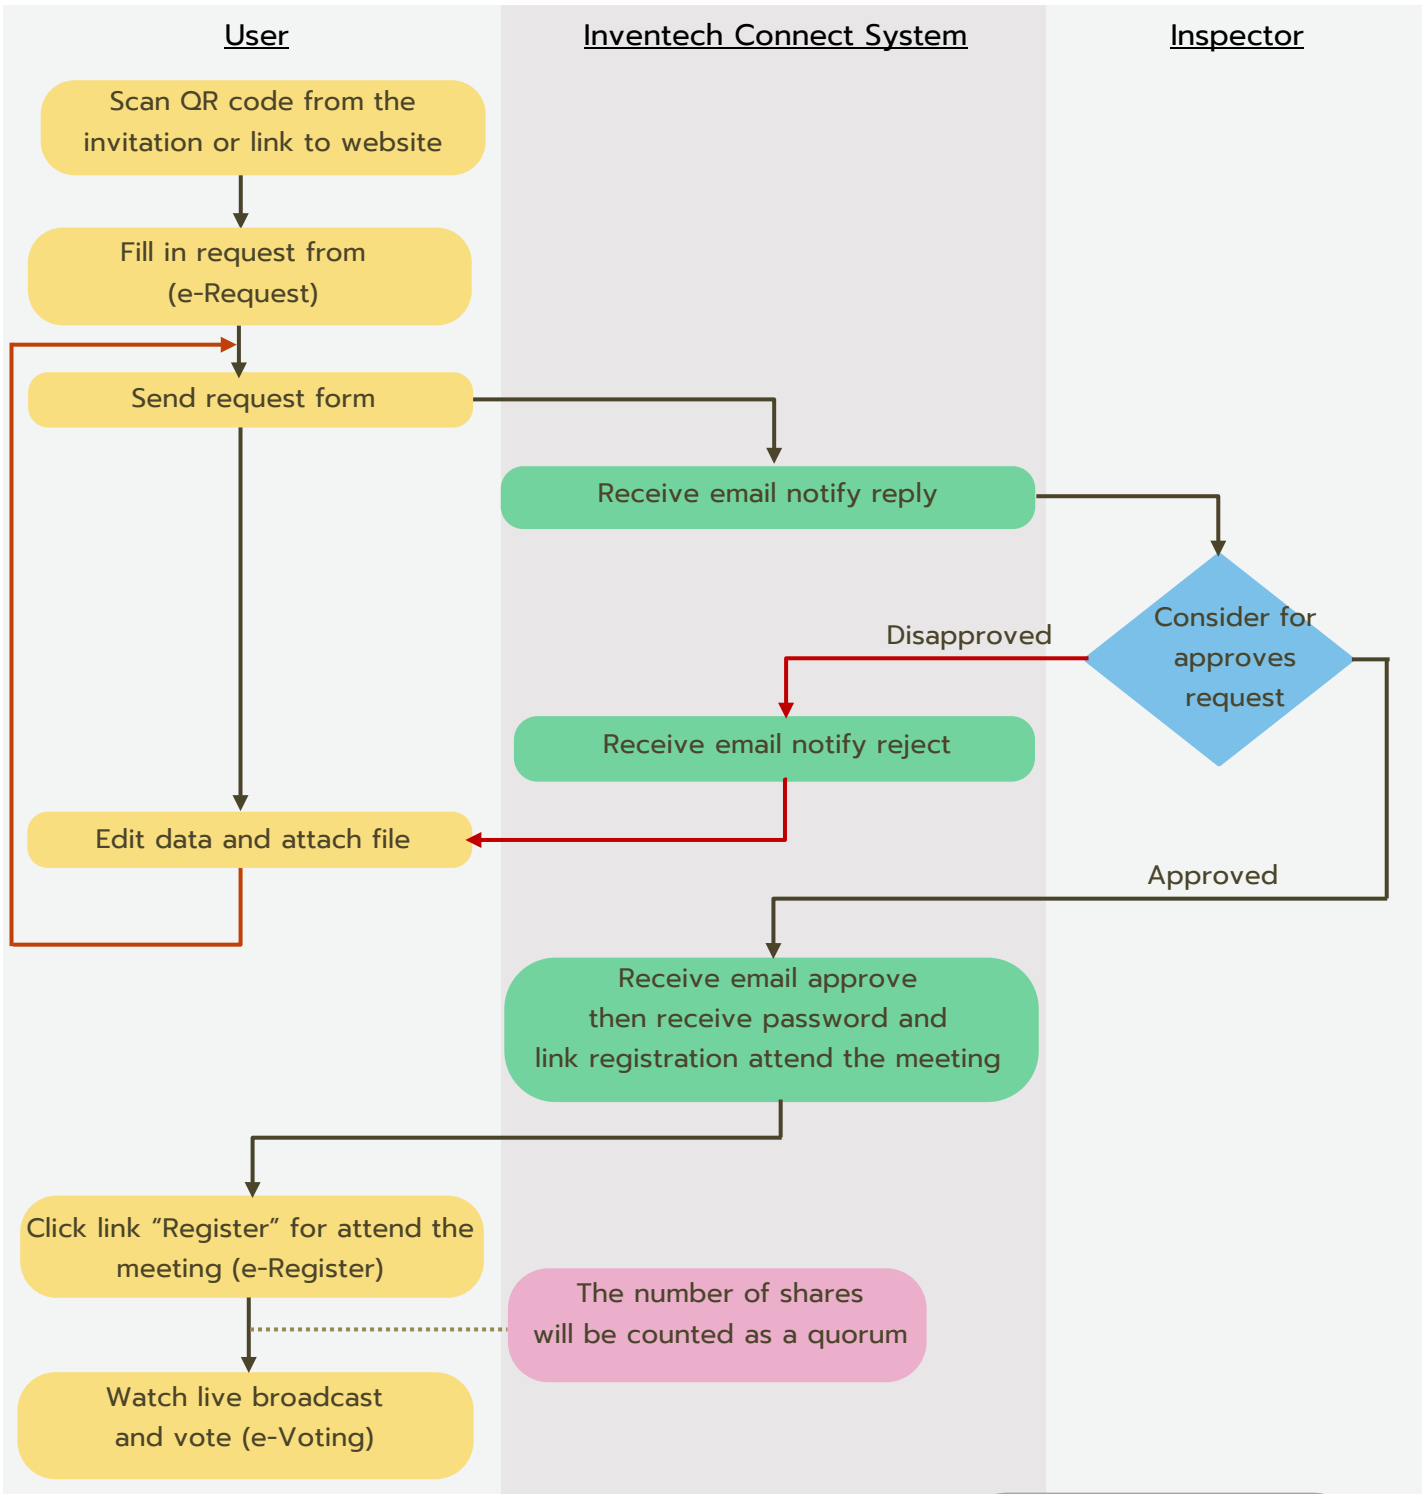 User
Inventech Connect System
Inspector
Scan QR code from the
invitation or link to website
Fill in request from
(e-Request)
Send request form
Receive email notify reply
Consider for
approves
request
Disapproved
Receive email notify reject
Edit data and attach file
Approved
Receive email approve
then receive password and
link registration attend the meeting
Click link “Register” for attend the
meeting (e-Register)
The number of shares
will be counted as a quorum
Watch live broadcast
and vote (e-Voting)